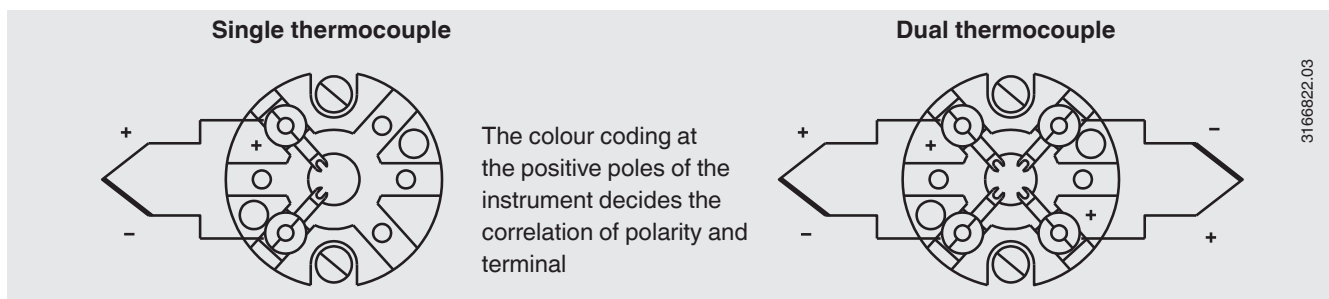 Single thermocouple
Dual thermocouple
+
+
−
The colour coding at
the positive poles of the
instrument decides the
correlation of polarity and
terminal
+
+
−
−
+
+
3166822.03